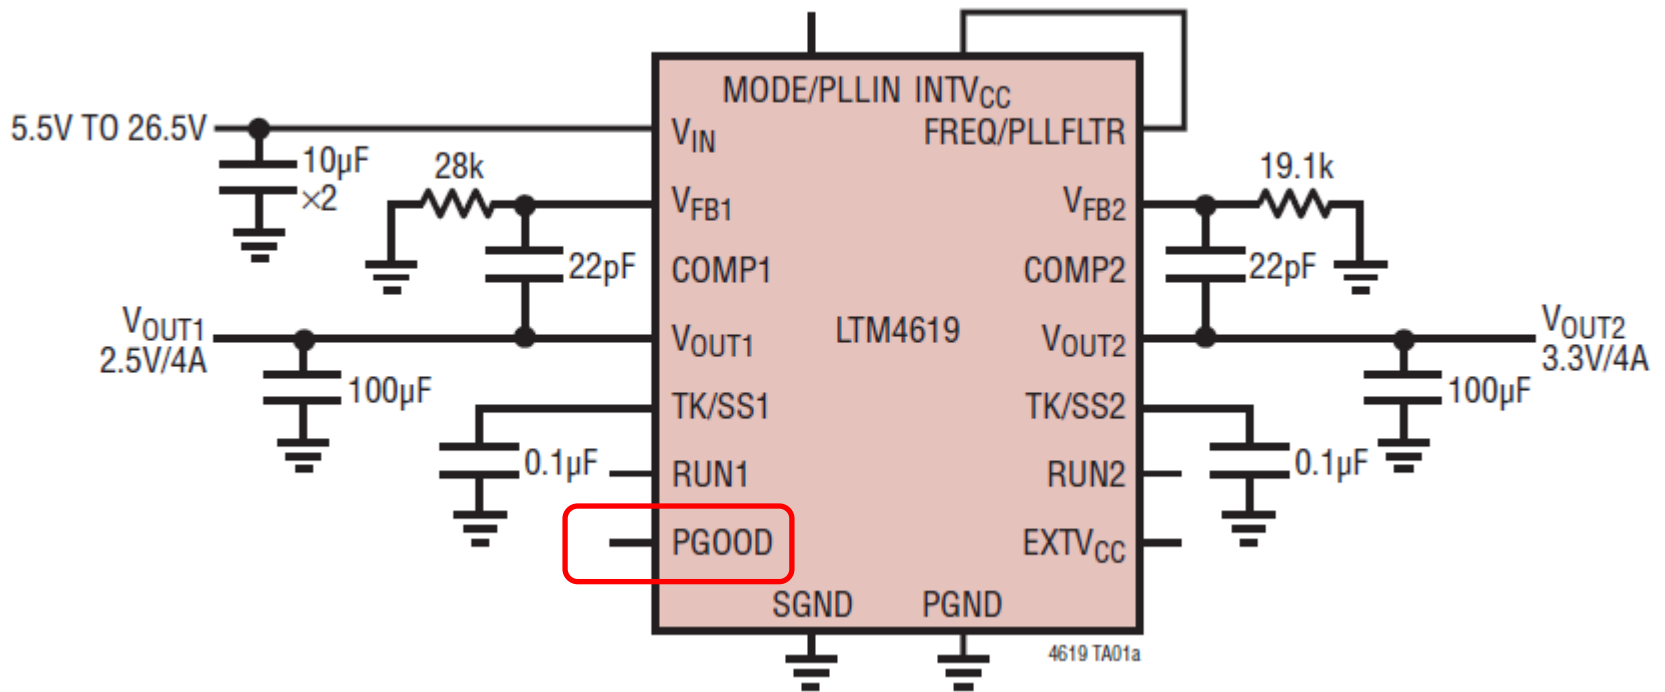 MODE/PLLIN INTVCC
5.5V TO 26.5V
VIN
FREQ/PLLFLTR
10µF
×2
28k
19.1k
VFB1
VFB2
22pF
COMP1
COMP2
22pF
VOUT1
2.5V/4A
VOUT1
LTM4619
VOUT2
VOUT2
3.3V/4A
100µF
100µF
TK/SS1
TK/SS2
0.1µF
RUN1
RUN2
0.1µF
PGOOD
EXTVCC
SGND
PGND
4619 TA01a